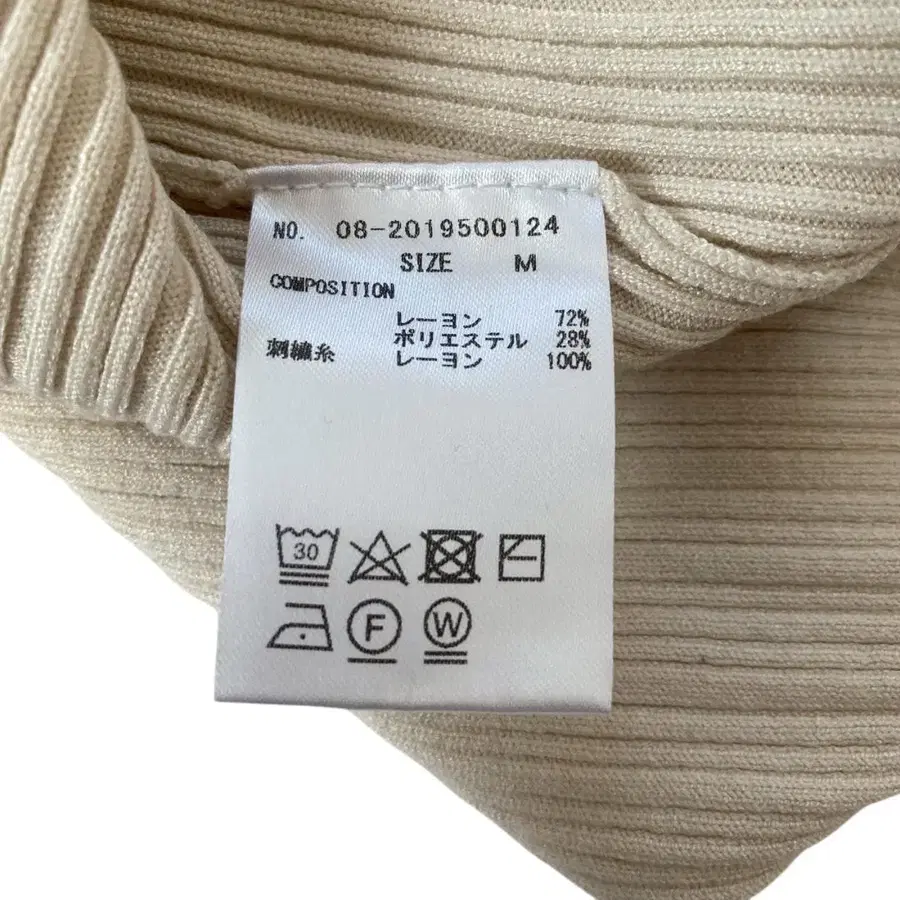 NO. 08-2019500124
SIZE M
COMPOSITION
レーヨン 72%
ポリエステル 28%
刺繍糸 レーヨン 100%
30
F W